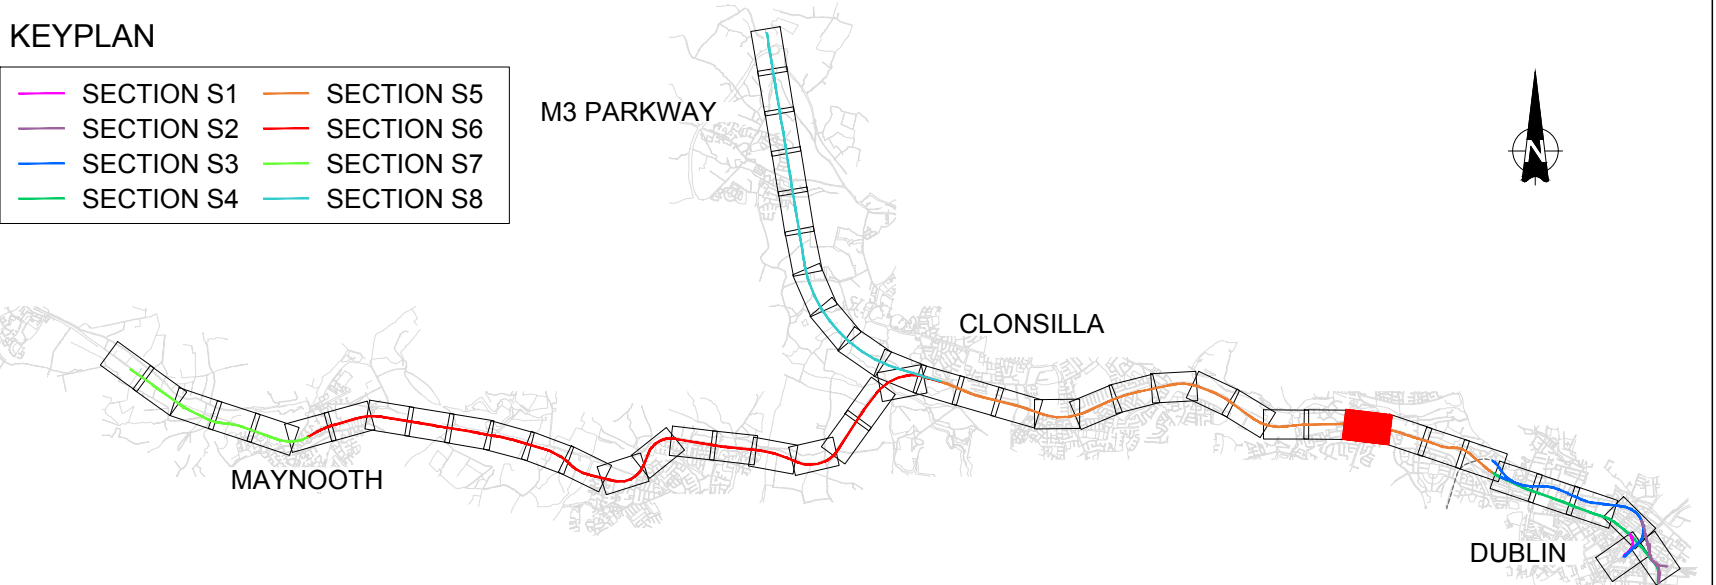 KEYPLAN
SECTION S1
SECTION S5
SECTION S2
SECTION S6
SECTION S3
SECTION S7
SECTION S4
SECTION S8
M3 PARKWAY
N
CLONSILLA
MAYNOOTH
DUBLIN